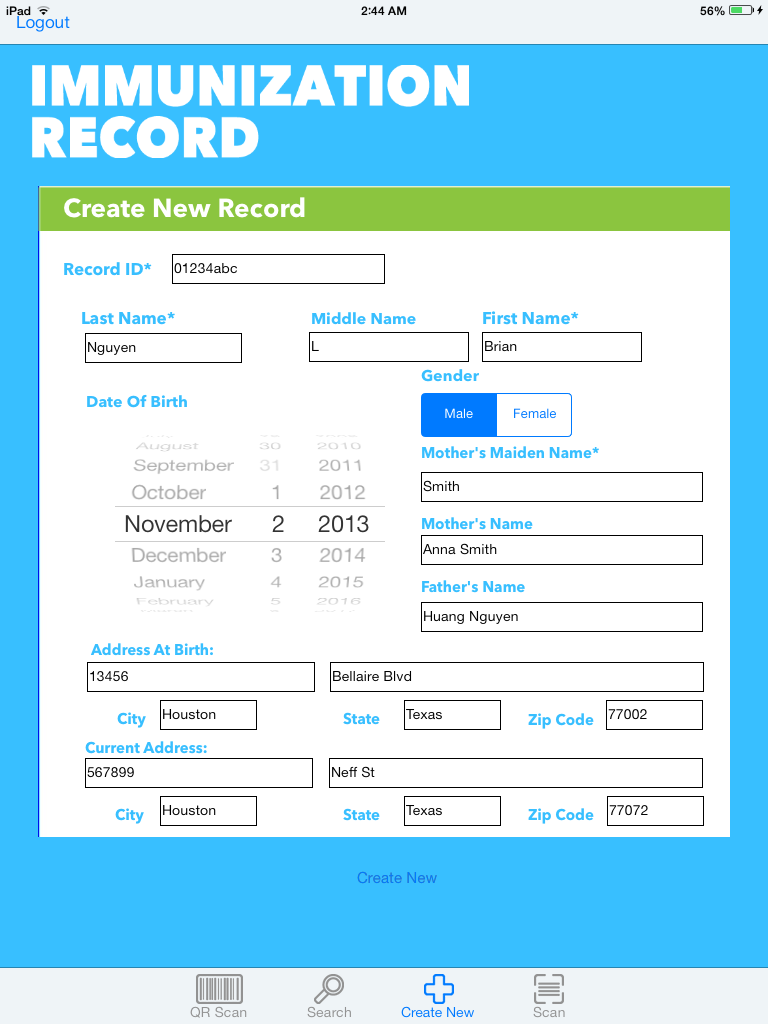 iPad 2:44 AM 56%
Logout
IMMUNIZATION
RECORD
Create New Record
Record ID* 01234abc
Last Name* Middle Name First Name*
Nguyen L Brian
Gender
Date Of Birth
Male Female
August 30 2010
September 31 2011
October 1 2012
November 2 2013
December 3 2014
January 4 2015
February 5 2016
Mother's Maiden Name*
Smith
Mother's Name
Anna Smith
Father's Name
Huang Nguyen
Address At Birth:
13456 Bellaire Blvd
City Houston State Texas Zip Code 77002
Current Address:
567899 Neff St
City Houston State Texas Zip Code 77072
Create New
QR Scan Search Create New Scan